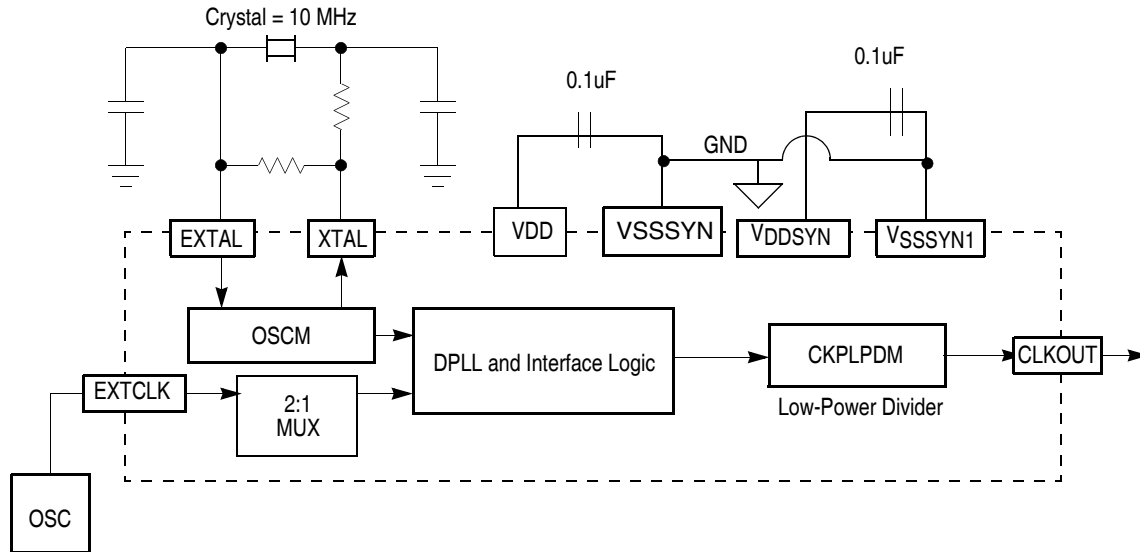 Crystal = 10 MHz
0.1uF
0.1uF
GND
EXTAL
XTAL
VDD
VSSSYN
VDDSYN
VSSSYN1
OSCM
DPLL and Interface Logic
CKPLPDM
CLKOUT
EXTCLK
2:1
MUX
Low-Power Divider
OSC